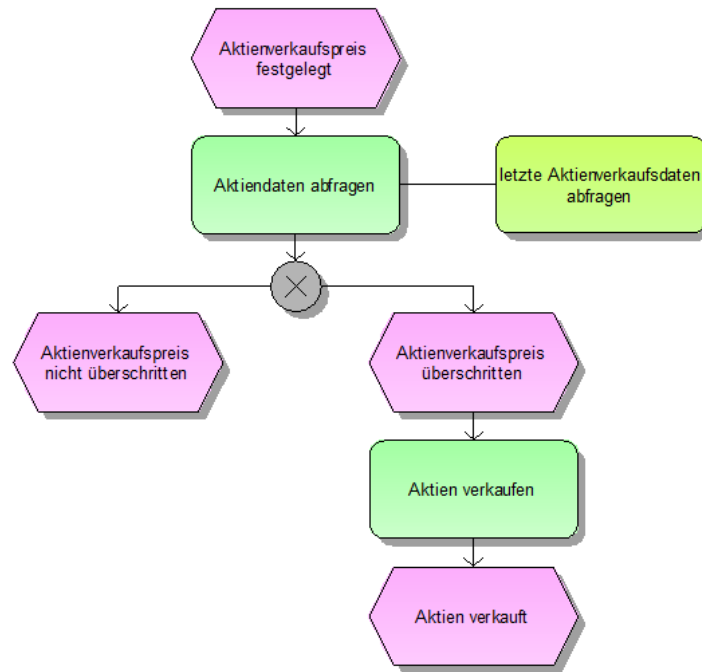 Aktienverkaufspreis
festgelegt
Aktiendaten abfragen
letzte Aktienverkaufsdaten
abfragen
Aktienverkaufspreis
nicht überschritten
Aktienverkaufspreis
überschritten
Aktien verkaufen
Aktien verkauft